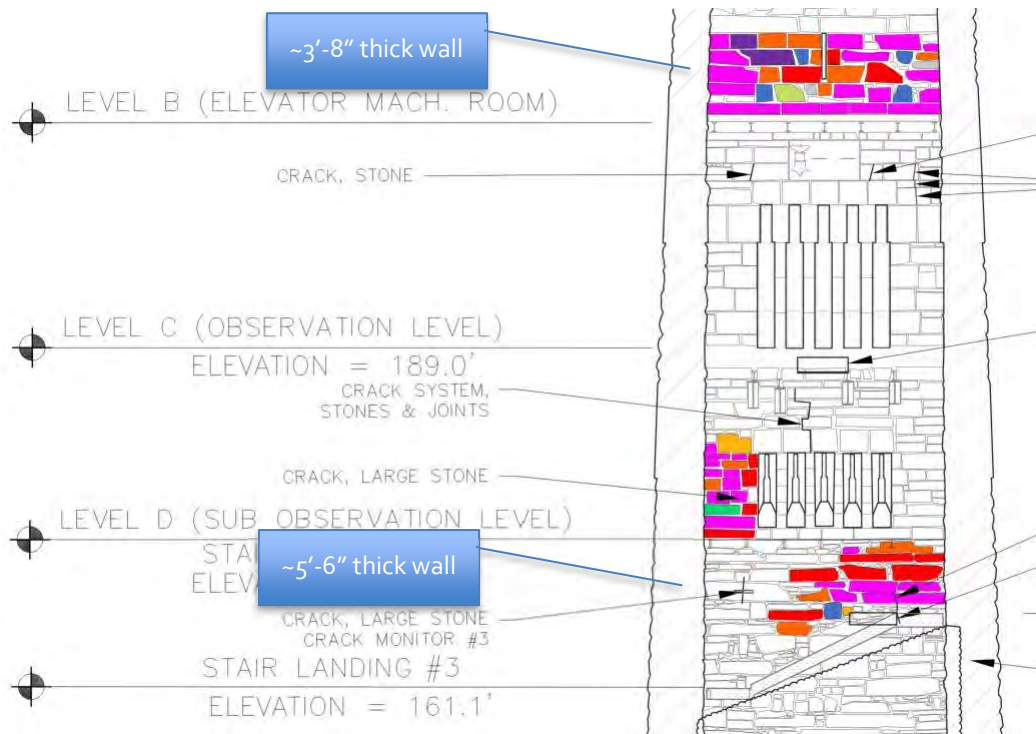 ~3'-8" thick wall
LEVEL B (ELEVATOR MACH. ROOM)
CRACK, STONE
LEVEL C (OBSERVATION LEVEL)
ELEVATION = 189.0'
CRACK SYSTEM,
STONES & JOINTS
CRACK, LARGE STONE
LEVEL D (SUB OBSERVATION LEVEL)
STA
~5'-6" thick wall
ELEV
CRACK, LARGE STONE
CRACK MONITOR #3
STAIR LANDING #3
ELEVATION = 161.1'